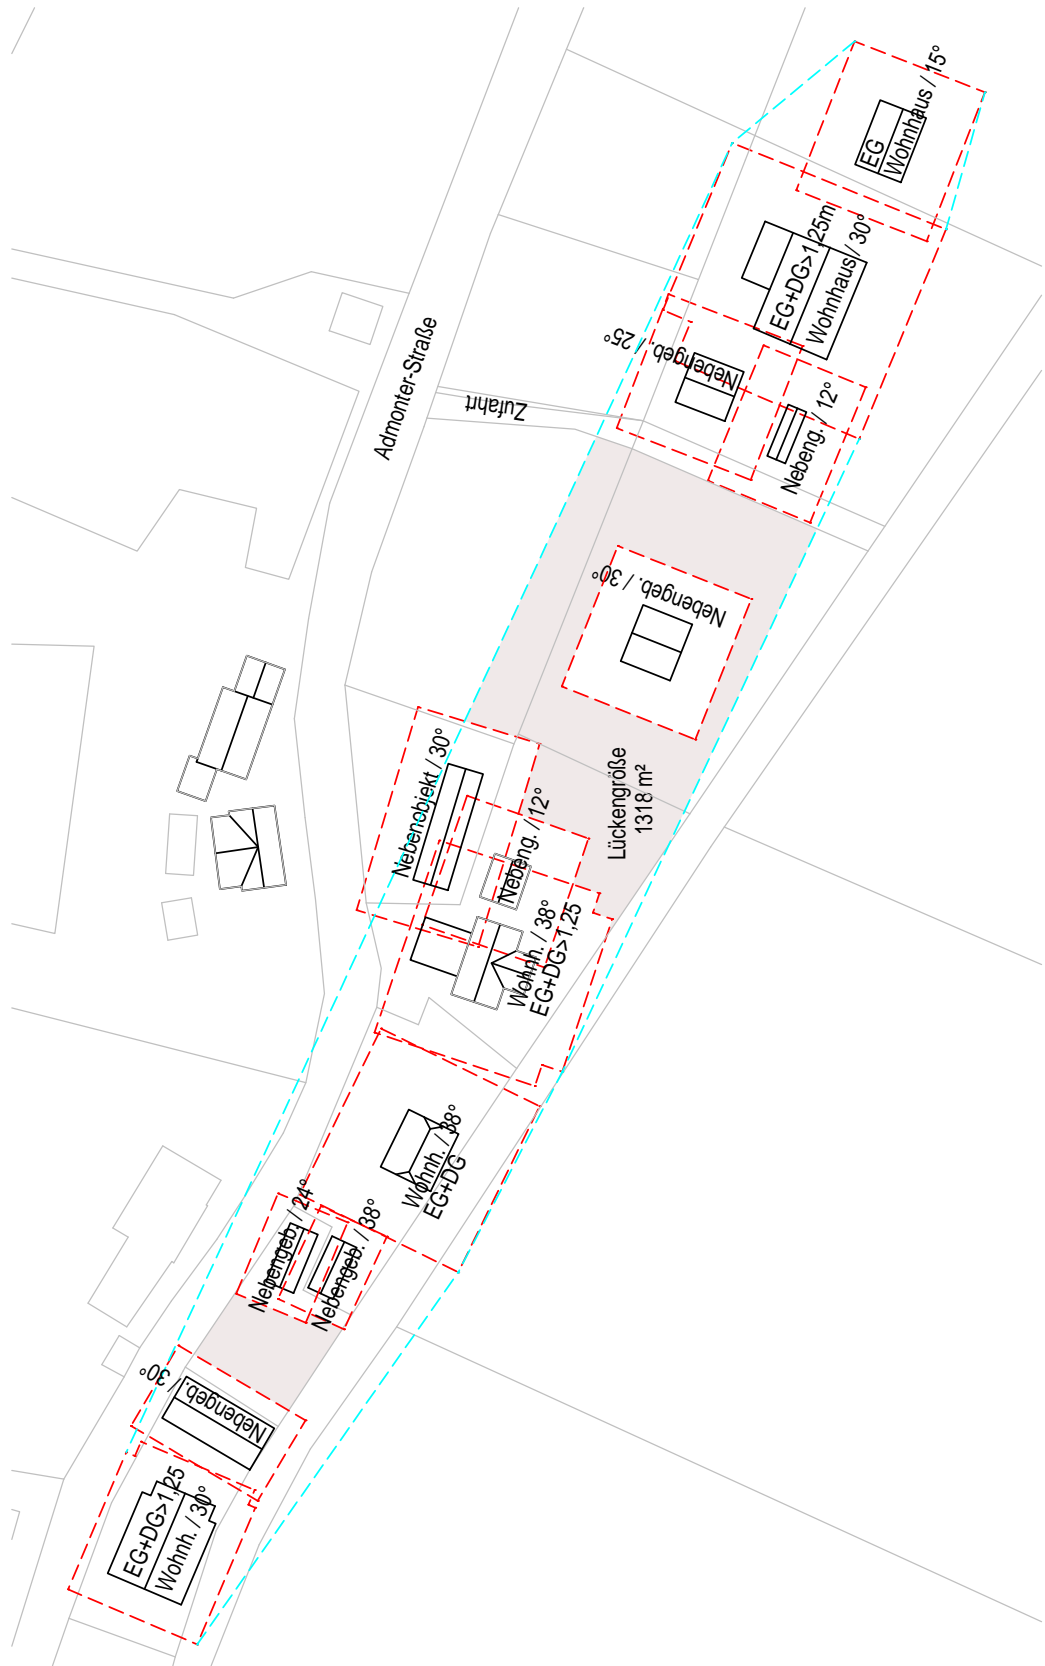 EG
Wohnhaus / 15°
EG+DG>1,25m
Wohnhaus / 30°
Nebengeb. / 25°
Nebeng. / 12°
Admonter-Straße
Zufahrt
Nebengeb. / 30°
Lückengröße
1318 m²
Nebenobjekt / 30°
Nebeng. / 12°
Wohnh. / 38°
EG+DG>1,25
Wohnh. / 38°
EG+DG
Nebengeb. / 24°
Nebengeb. / 38°
Nebengeb. / 30°
EG+DG>1,25
Wohnh. / 30°